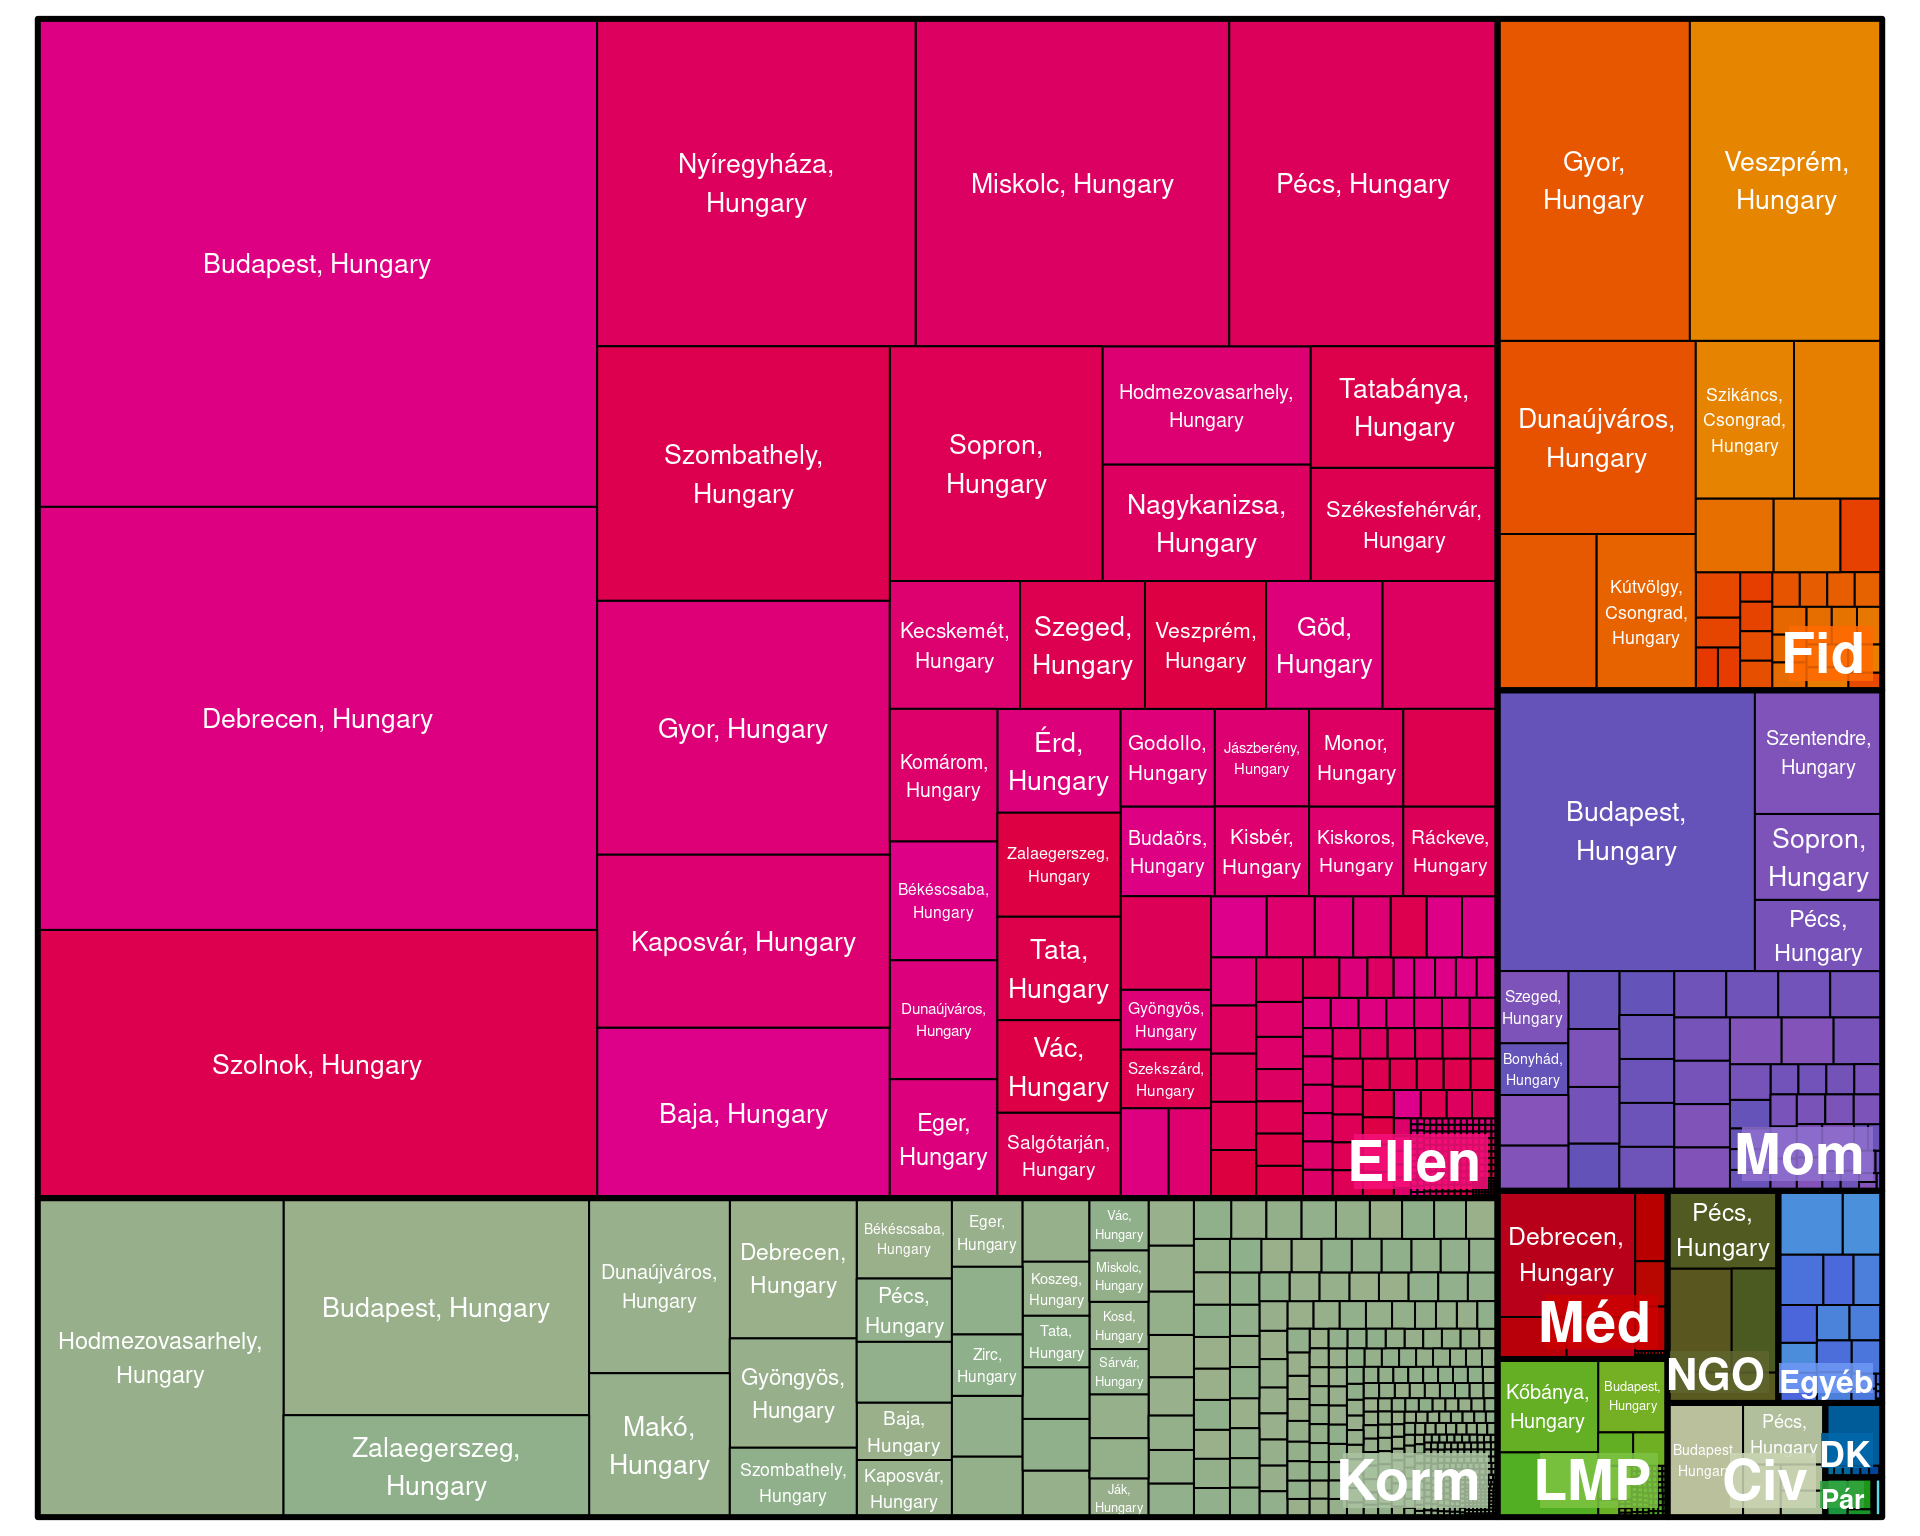 Budapest, Hungary
Debrecen, Hungary
Szolnok, Hungary
Nyíregyháza,
Hungary
Miskolc, Hungary
Pécs, Hungary
Szombathely,
Hungary
Gyor, Hungary
Kaposvár, Hungary
Baja, Hungary
Sopron,
Hungary
Hodmezovasarhely,
Hungary
Tatabánya,
Hungary
Nagykanizsa,
Hungary
Székesfehérvár,
Hungary
Kecskemét,
Hungary
Szeged,
Hungary
Veszprém,
Hungary
Göd,
Hungary
Komárom,
Hungary
Békéscsaba,
Hungary
Dunaújváros,
Hungary
Eger,
Hungary
Érd,
Hungary
Zalaegerszeg,
Hungary
Tata,
Hungary
Vác,
Hungary
Salgótarján,
Hungary
Godollo,
Hungary
Jászberény,
Hungary
Monor,
Hungary
Budaörs,
Hungary
Kisbér,
Hungary
Kiskoros,
Hungary
Ráckeve,
Hungary
Gyöngyös,
Hungary
Szekszárd,
Hungary
Ellen
Gyor,
Hungary
Veszprém,
Hungary
Dunaújváros,
Hungary
Szikáncs,
Csongrad,
Hungary
Kútvölgy,
Csongrad,
Hungary
Fid
Budapest,
Hungary
Szentendre,
Hungary
Sopron,
Hungary
Pécs,
Hungary
Szeged,
Hungary
Bonyhád,
Hungary
Mom
Hodmezovasarhely,
Hungary
Budapest, Hungary
Zalaegerszeg,
Hungary
Dunaújváros,
Hungary
Makó,
Hungary
Debrecen,
Hungary
Gyöngyös,
Hungary
Szombathely,
Hungary
Békéscsaba,
Hungary
Pécs,
Hungary
Baja,
Hungary
Kaposvár,
Hungary
Eger,
Hungary
Zirc,
Hungary
Koszeg,
Hungary
Tata,
Hungary
Vác,
Hungary
Miskolc,
Hungary
Kosd,
Hungary
Sárvár,
Hungary
Ják,
Hungary
Korm
Debrecen,
Hungary
Méd
Pécs,
Hungary
NGO
Egyéb
Kőbánya,
Hungary
Budapest,
Hungary
LMP
Budapest,
Hungary
Pécs,
Hungary
Civ
DK
Pár